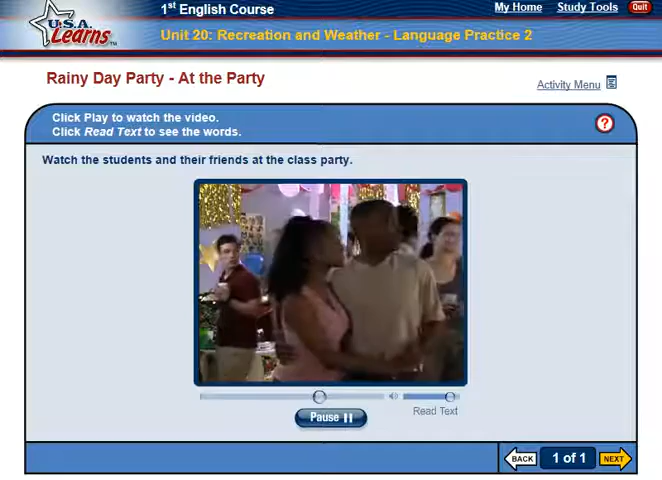 U.S.A.
Learns™
1st English Course
My Home
Study Tools
Quit
Unit 20: Recreation and Weather - Language Practice 2
Rainy Day Party - At the Party
Activity Menu
Click Play to watch the video.
Click Read Text to see the words.
?
Watch the students and their friends at the class party.
Pause
Read Text
BACK
1 of 1
NEXT